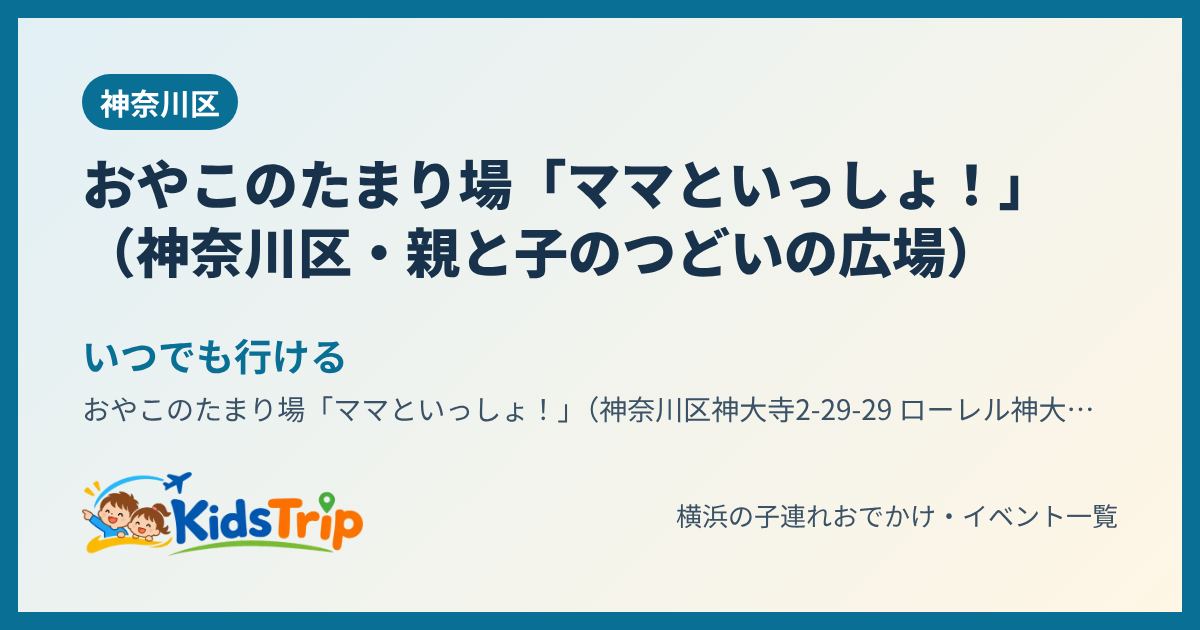 神奈川区
おやこのたまり場「ママといっしょ！」
（神奈川区・親と子のつどいの広場）
いつでも行ける
おやこのたまり場「ママといっしょ！」（神奈川区神大寺2-29-29 ローレル神大…
KidsTrip
横浜の子連れおでかけ・イベント一覧